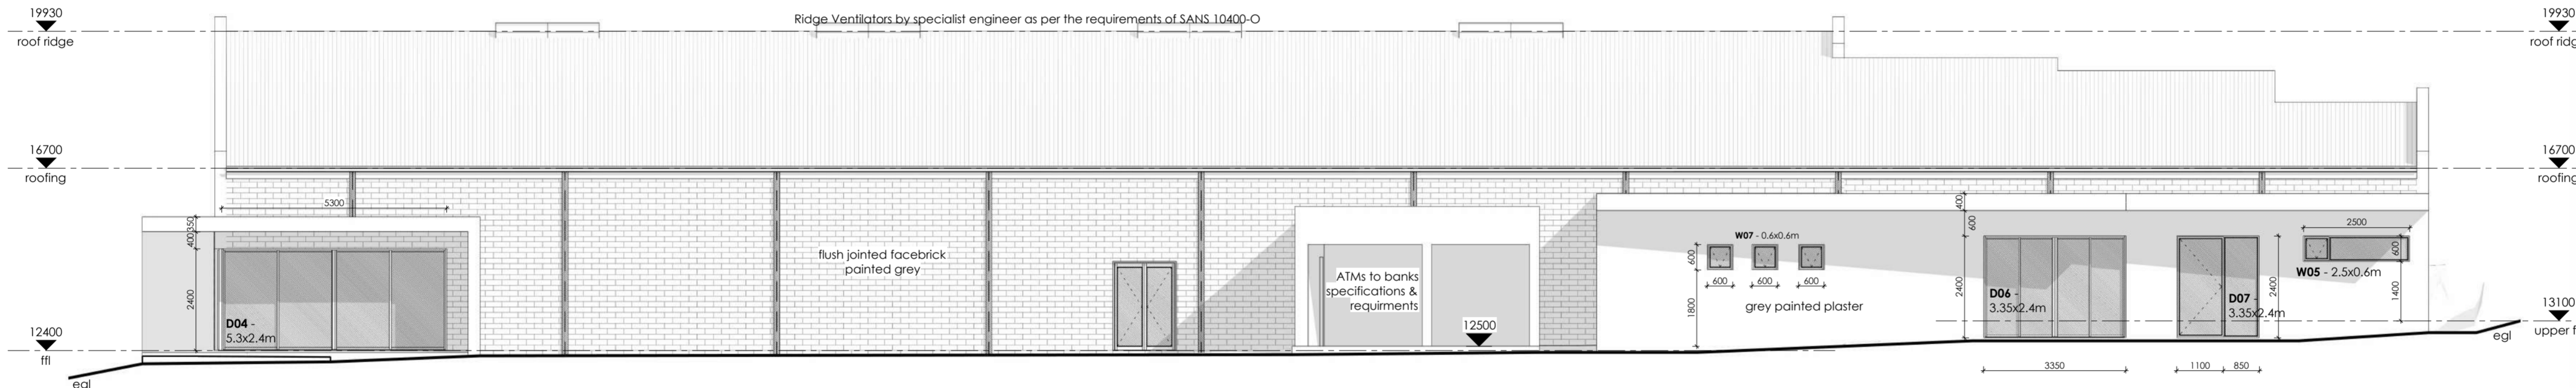 19930
roof ridge
Ridge Ventilators by specialist engineer as per the requirements of SANS 10400-O
19930
roof ridg
16700
roofing
16700
roofing
5300
350
400
2400
D04 -
5.3x2.4m
flush jointed facebrick
painted grey
ATMs to banks
specifications &
requirments
12500
W07 - 0.6x0.6m
600
600
600
600
1800
grey painted plaster
400
600
2400
D06 -
3.35x2.4m
D07 -
3.35x2.4m
2400
2500
600
W05 - 2.5x0.6m
1400
12400
ffl
egl
13100
upper f
egl
3350
1100
850